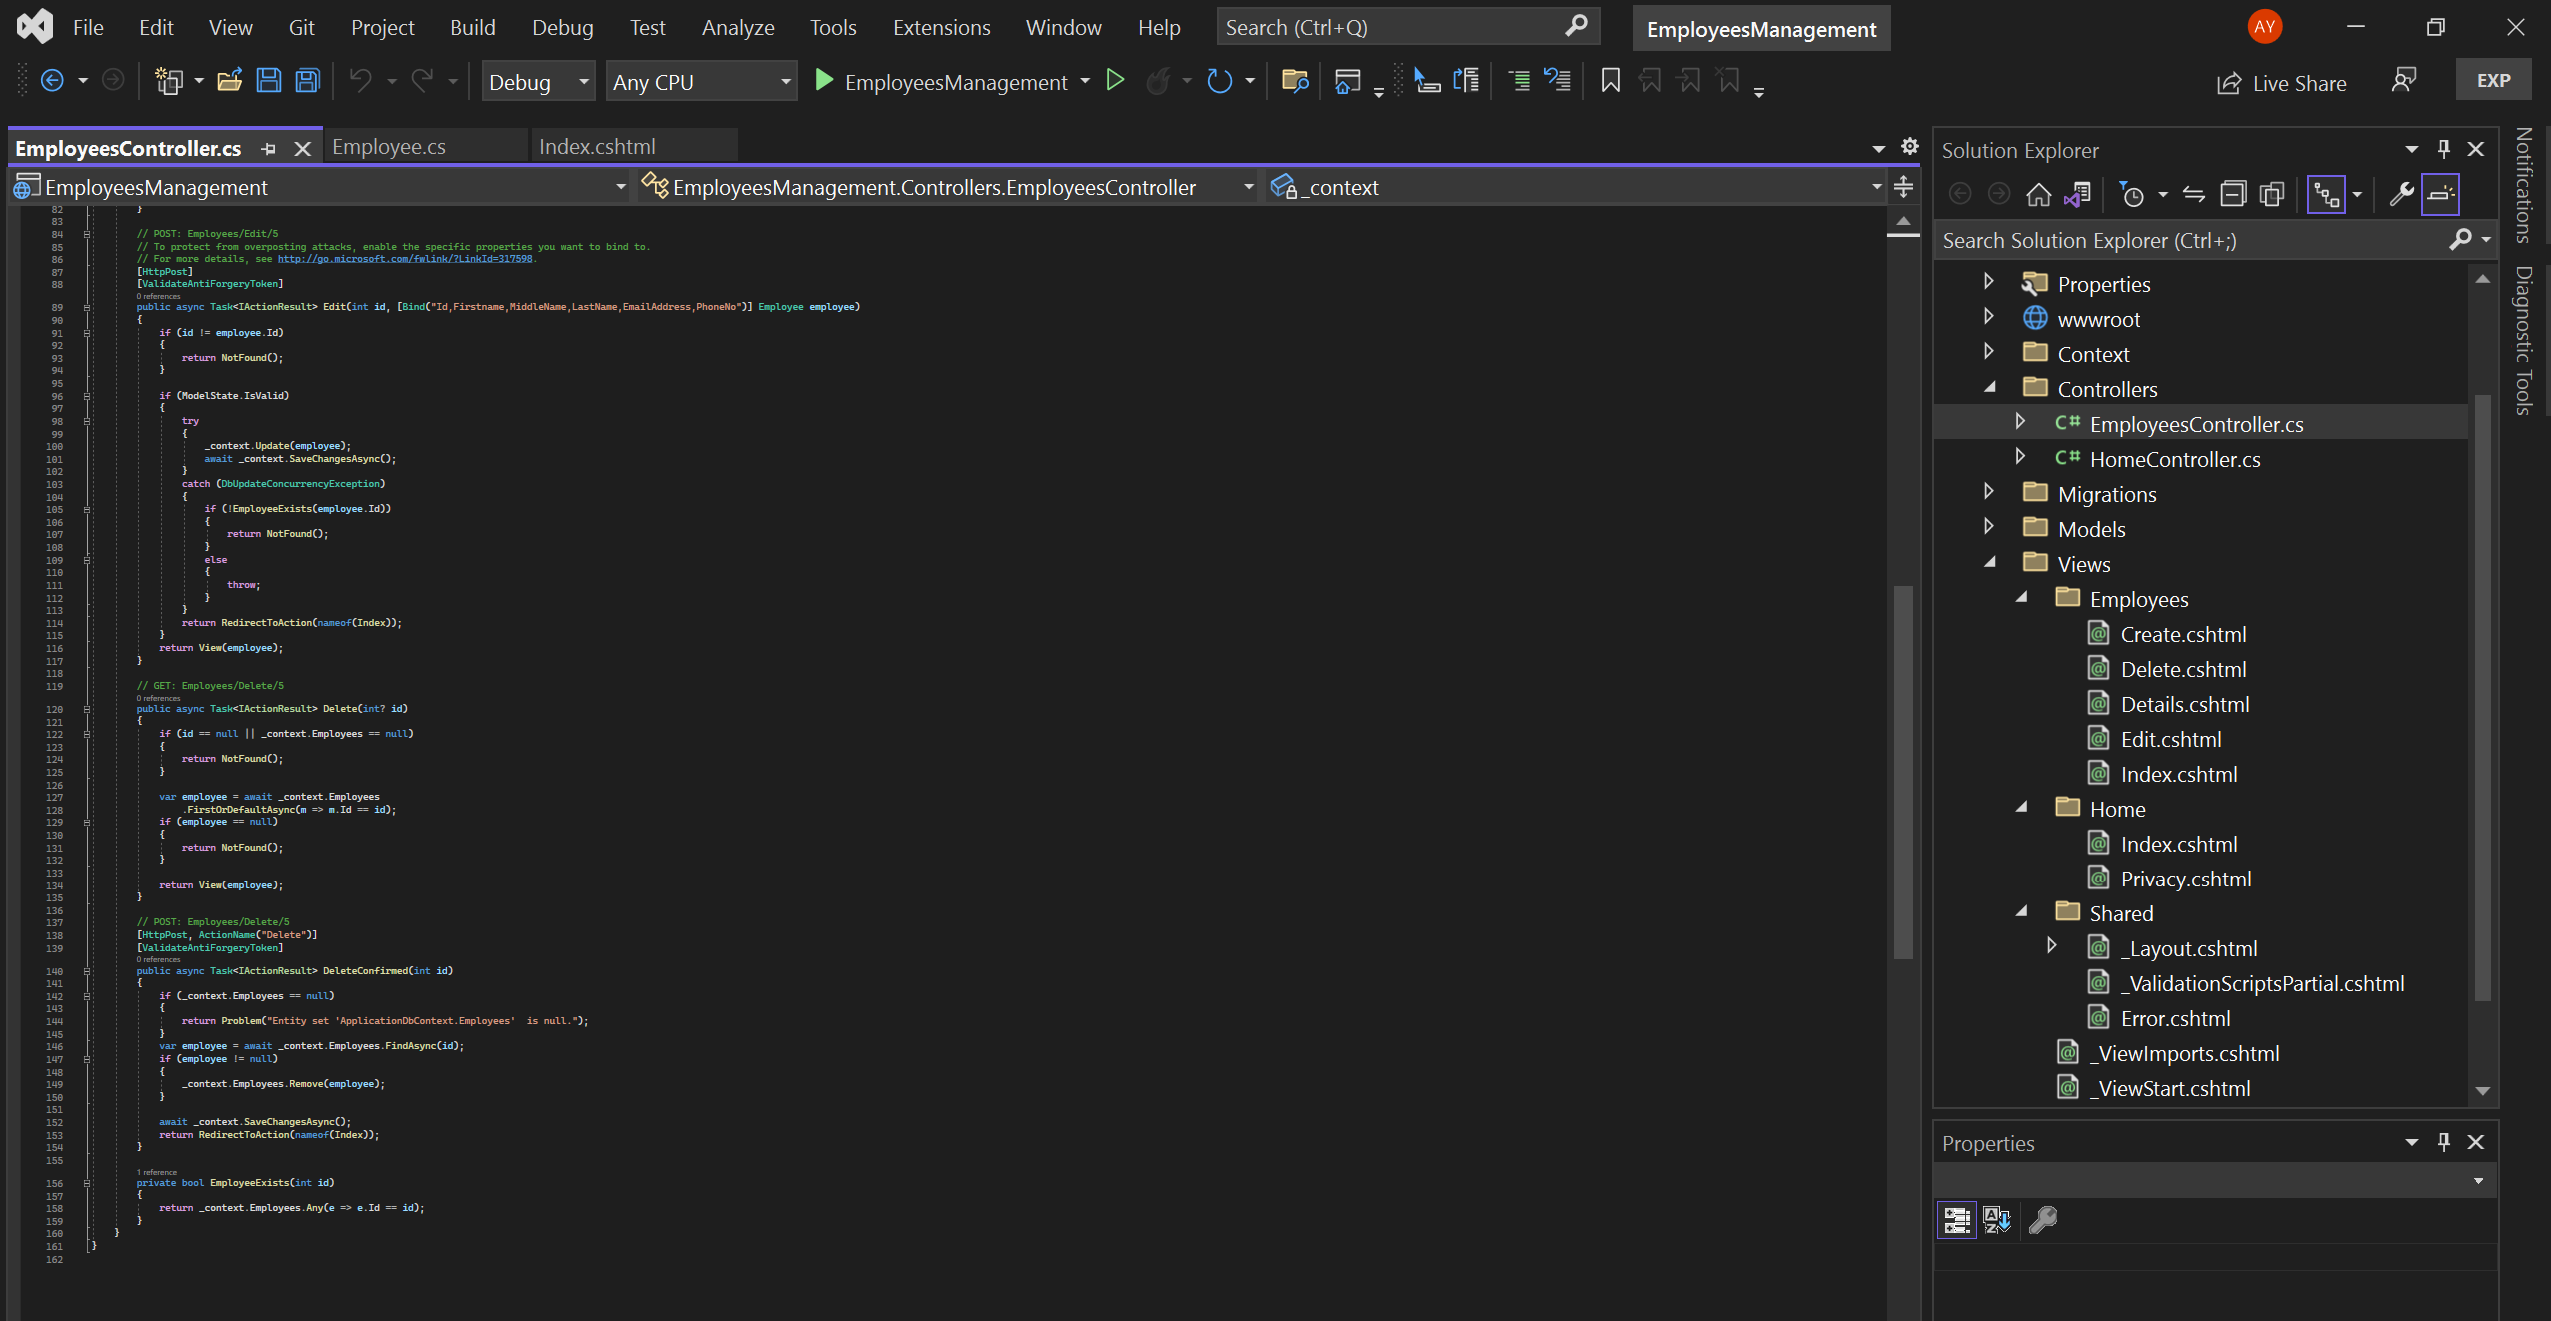 File Edit View Git Project Build Debug Test Analyze Tools Extensions Window Help Search (Ctrl+Q) EmployeesManagement AY
Debug Any CPU EmployeesManagement Live Share EXP
EmployeesController.cs Employee.cs Index.cshtml
EmployeesManagement EmployeesManagement.Controllers.EmployeesController _context
82 }
83
84 // POST: Employees/Edit/5
85 // To protect from overposting attacks, enable the specific properties you want to bind to.
86 // For more details, see http://go.microsoft.com/fwlink/?LinkId=317598.
87 [HttpPost]
88 [ValidateAntiForgeryToken]
0 references
89 public async Task<IActionResult> Edit(int id, [Bind("Id,Firstname,MiddleName,LastName,EmailAddress,PhoneNo")] Employee employee)
90 {
91 if (id != employee.Id)
92 {
93 return NotFound();
94 }
95
96 if (ModelState.IsValid)
97 {
98 try
99 {
100 _context.Update(employee);
101 await _context.SaveChangesAsync();
102 }
103 catch (DbUpdateConcurrencyException)
104 {
105 if (!EmployeeExists(employee.Id))
106 {
107 return NotFound();
108 }
109 else
110 {
111 throw;
112 }
113 }
114 return RedirectToAction(nameof(Index));
115 }
116 return View(employee);
117 }
118
119 // GET: Employees/Delete/5
0 references
120 public async Task<IActionResult> Delete(int? id)
121 {
122 if (id == null || _context.Employees == null)
123 {
124 return NotFound();
125 }
126
127 var employee = await _context.Employees
128 .FirstOrDefaultAsync(m => m.Id == id);
129 if (employee == null)
130 {
131 return NotFound();
132 }
133
134 return View(employee);
135 }
136
137 // POST: Employees/Delete/5
138 [HttpPost, ActionName("Delete")]
139 [ValidateAntiForgeryToken]
0 references
140 public async Task<IActionResult> DeleteConfirmed(int id)
141 {
142 if (_context.Employees == null)
143 {
144 return Problem("Entity set 'ApplicationDbContext.Employees'  is null.");
145 }
146 var employee = await _context.Employees.FindAsync(id);
147 if (employee != null)
148 {
149 _context.Employees.Remove(employee);
150 }
151
152 await _context.SaveChangesAsync();
153 return RedirectToAction(nameof(Index));
154 }
155
1 reference
156 private bool EmployeeExists(int id)
157 {
158 return _context.Employees.Any(e => e.Id == id);
159 }
160 }
161 }
162
Solution Explorer
Search Solution Explorer (Ctrl+;)
Properties
wwwroot
Context
Controllers
C# EmployeesController.cs
C# HomeController.cs
Migrations
Models
Views
Employees
Create.cshtml
Delete.cshtml
Details.cshtml
Edit.cshtml
Index.cshtml
Home
Index.cshtml
Privacy.cshtml
Shared
_Layout.cshtml
_ValidationScriptsPartial.cshtml
Error.cshtml
_ViewImports.cshtml
_ViewStart.cshtml
Properties
Notifications
Diagnostic Tools